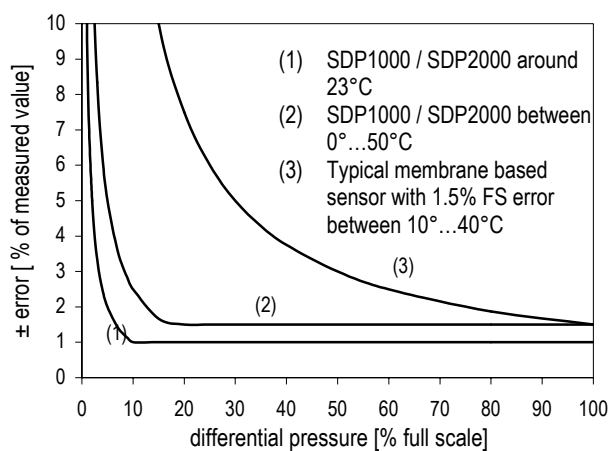 10
9
8
7
6
5
4
3
2
1
0
± error [ % of measured value]
(1) SDP1000 / SDP2000 around
23°C
(2) SDP1000 / SDP2000 between
0°…50°C
(3) Typical membrane based
sensor with 1.5% FS error
between 10°…40°C
(3)
(2)
(1)
0 10 20 30 40 50 60 70 80 90 100
differential pressure [% full scale]